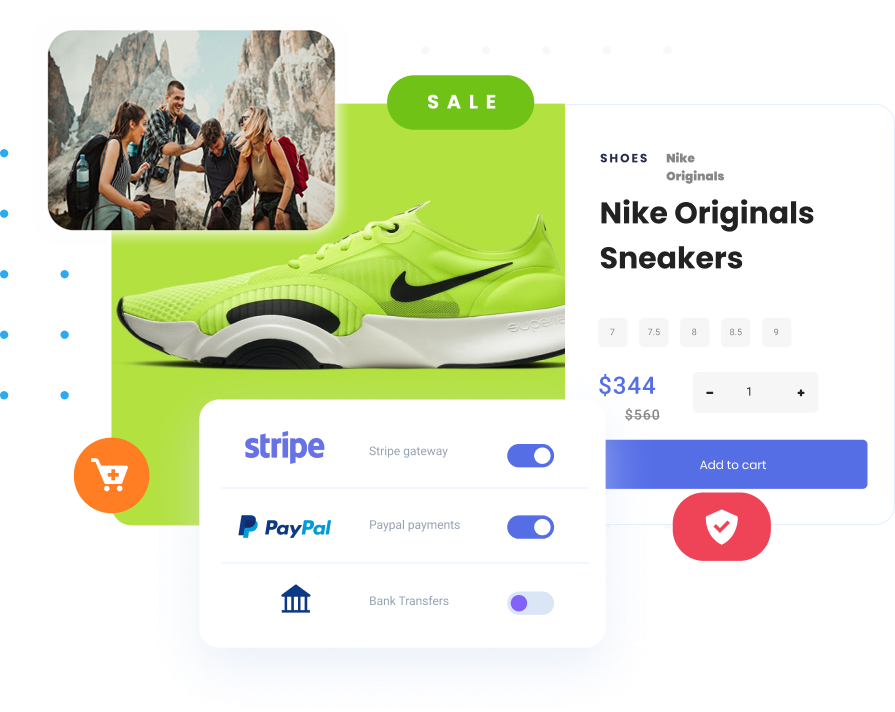 SALE
SHOES
Nike
Originals
Nike Originals
Sneakers
7
7.5
8
8.5
9
$344
$560
-
1
+
Add to cart
stripe
Stripe gateway
PayPal
Paypal payments
Bank Transfers